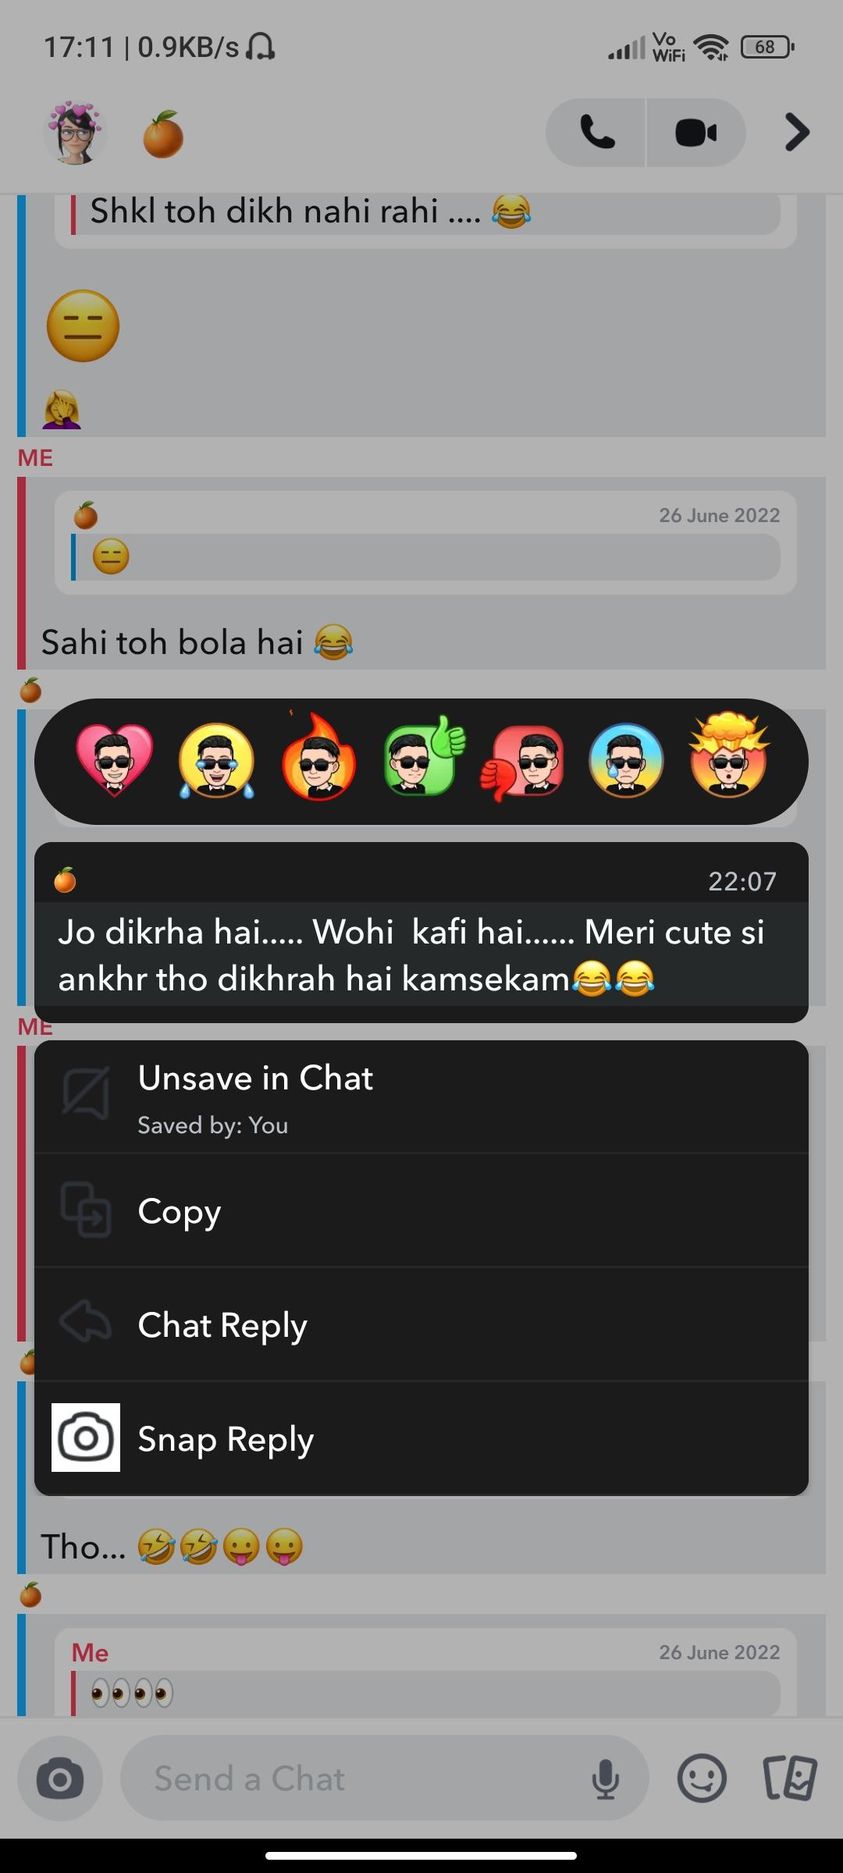 17:11 | 0.9KB/s
Vo
WiFi
68
Shkl toh dikh nahi rahi .... 😂
ME
26 June 2022
Sahi toh bola hai 😂
22:07
Jo dikrha hai..... Wohi kafi hai...... Meri cute si
ankhr tho dikhrah hai kamsekam😂😂
ME
Unsave in Chat
Saved by: You
Copy
Chat Reply
Snap Reply
Tho... 🤣🤣😛😛
Me
26 June 2022
Send a Chat